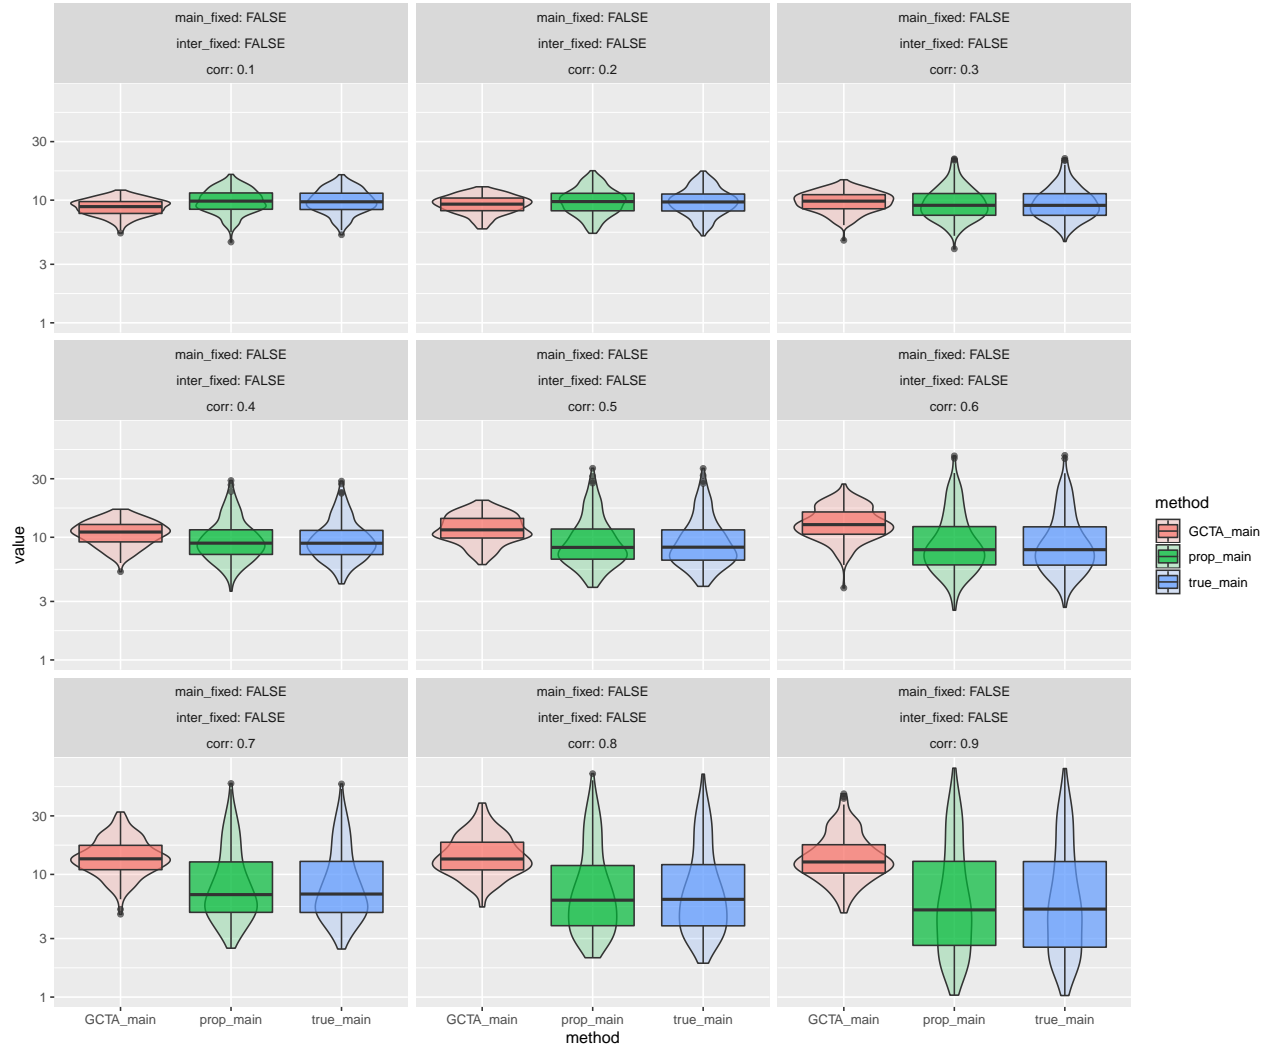 main_fixed: FALSE
inter_fixed: FALSE
corr: 0.1
main_fixed: FALSE
inter_fixed: FALSE
corr: 0.2
main_fixed: FALSE
inter_fixed: FALSE
corr: 0.3
30
10
3
1
main_fixed: FALSE
inter_fixed: FALSE
corr: 0.4
main_fixed: FALSE
inter_fixed: FALSE
corr: 0.5
main_fixed: FALSE
inter_fixed: FALSE
corr: 0.6
30
10
3
1
value
main_fixed: FALSE
inter_fixed: FALSE
corr: 0.7
main_fixed: FALSE
inter_fixed: FALSE
corr: 0.8
main_fixed: FALSE
inter_fixed: FALSE
corr: 0.9
30
10
3
1
GCTA_main prop_main true_main
GCTA_main prop_main true_main
GCTA_main prop_main true_main
method
method
GCTA_main
prop_main
true_main